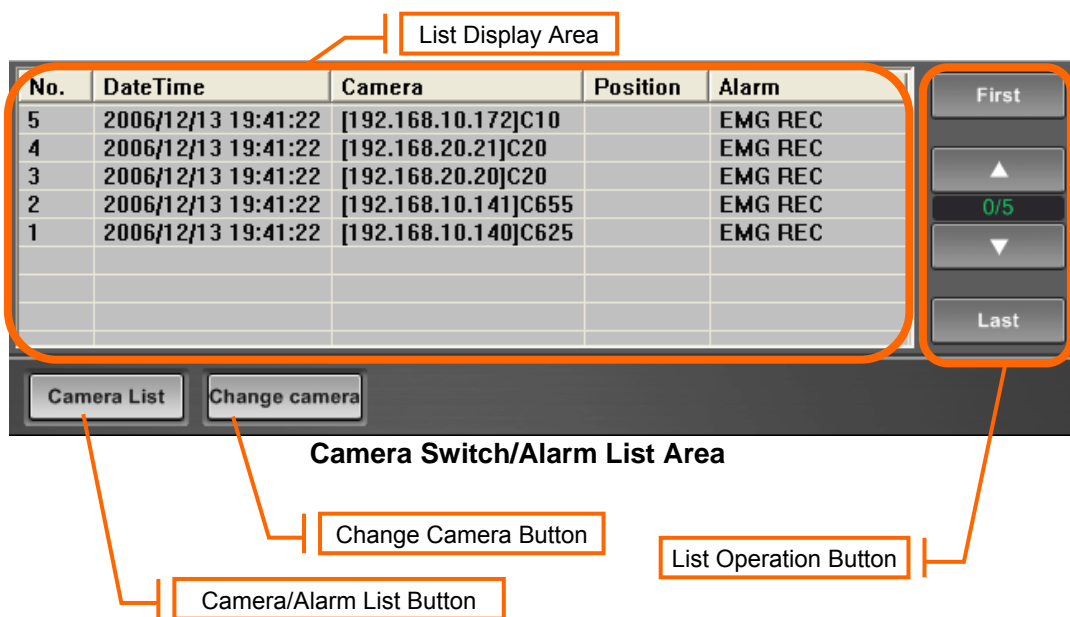 List Display Area
No. DateTime Camera Position Alarm
5 2006/12/13 19:41:22 [192.168.10.172]C10 EMG REC
4 2006/12/13 19:41:22 [192.168.20.21]C20 EMG REC
3 2006/12/13 19:41:22 [192.168.20.20]C20 EMG REC
2 2006/12/13 19:41:22 [192.168.10.141]C655 EMG REC
1 2006/12/13 19:41:22 [192.168.10.140]C625 EMG REC
First
▲
0/5
▼
Last
Camera List Change camera
Camera Switch/Alarm List Area
Change Camera Button
List Operation Button
Camera/Alarm List Button